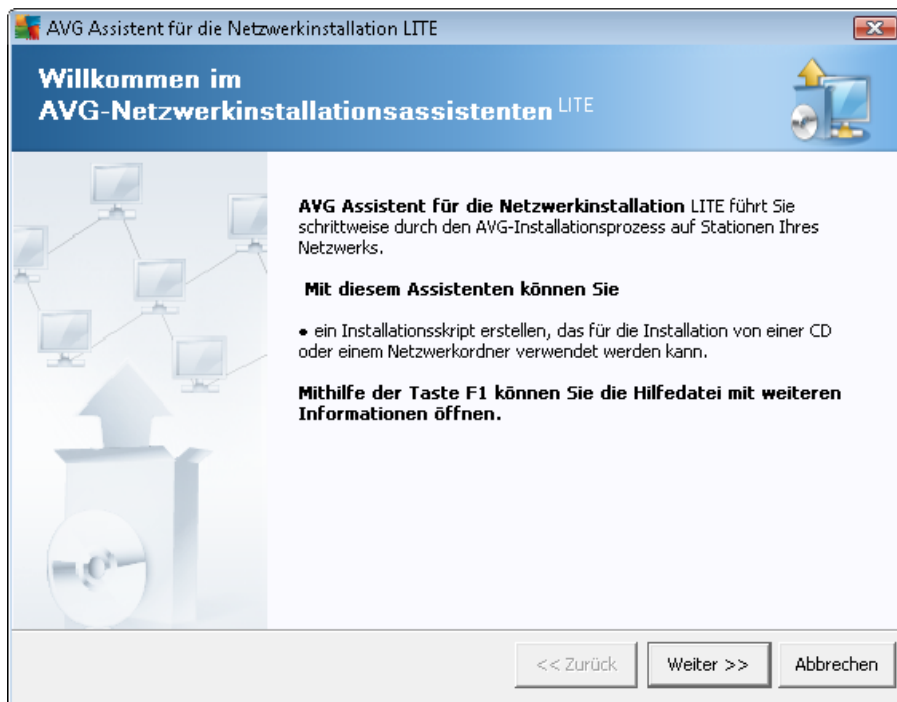 AVG Assistent für die Netzwerkinstallation LITE
Willkommen im
AVG-Netzwerkinstallationsassistenten LITE
AVG Assistent für die Netzwerkinstallation LITE führt Sie
schrittweise durch den AVG-Installationsprozess auf Stationen Ihres
Netzwerks.
Mit diesem Assistenten können Sie
• ein Installationsskript erstellen, das für die Installation von einer CD
oder einem Netzwerkordner verwendet werden kann.
Mithilfe der Taste F1 können Sie die Hilfedatei mit weiteren
Informationen öffnen.
<< Zurück Weiter >> Abbrechen